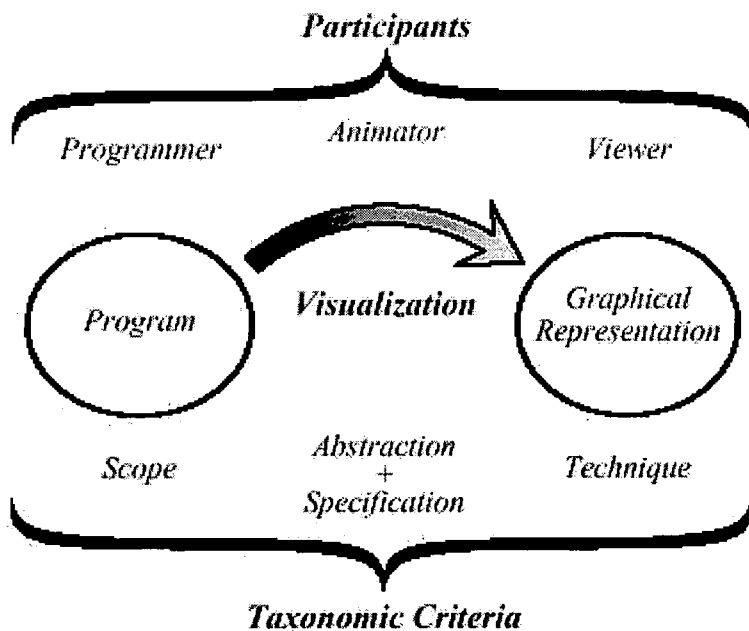 Participants
Programmer
Animator
Viewer
Program
Visualization
Graphical
Representation
Scope
Abstraction
+
Specification
Technique
Taxonomic Criteria